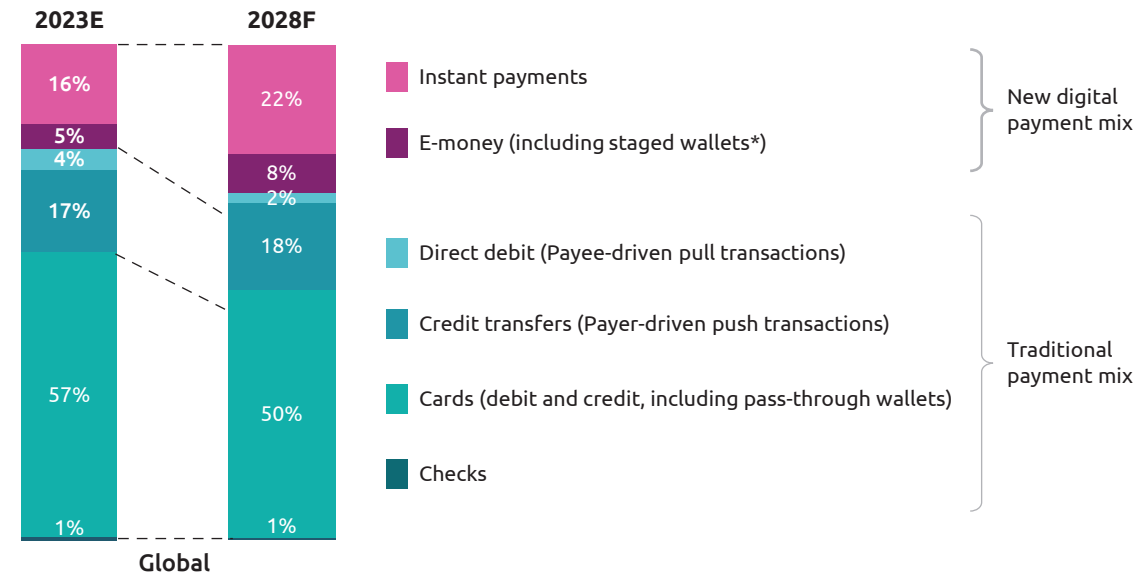 2023E
2028F
16%
5%
4%
17%
57%
1%
22%
8%
2%
18%
50%
1%
Global
Instant payments
E-money (including staged wallets*)
New digital
payment mix
Direct debit (Payee-driven pull transactions)
Credit transfers (Payer-driven push transactions)
Cards (debit and credit, including pass-through wallets)
Checks
Traditional
payment mix